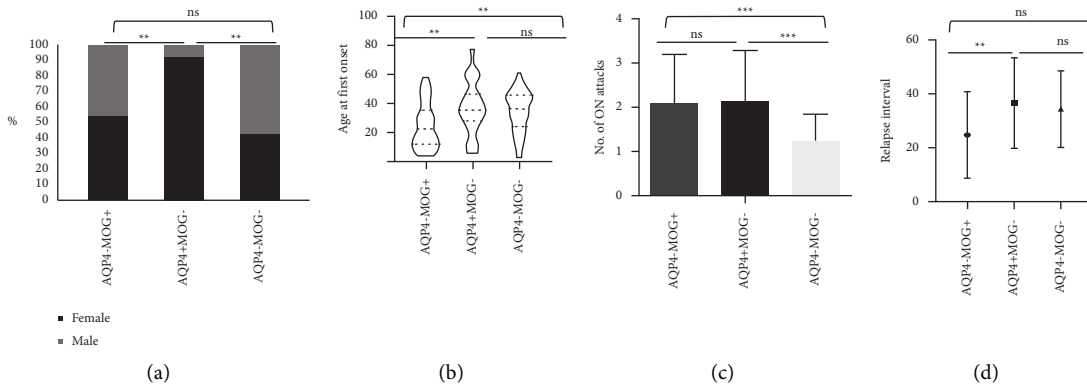 ns
**
**
100
90
80
70
60
50
40
30
20
10
0
%
AQP4-MOG+
AQP4+MOG-
AQP4-MOG-
Female
Male
(a)
**
**
ns
80
60
40
20
Age at first onset
AQP4-MOG+
AQP4+MOG-
AQP4-MOG-
(b)
***
ns
***
4
3
2
1
0
No. of ON attacks
AQP4-MOG+
AQP4+MOG-
AQP4-MOG-
(c)
ns
**
ns
60
40
20
0
Relapse interval
AQP4-MOG+
AQP4+MOG-
AQP4-MOG-
(d)